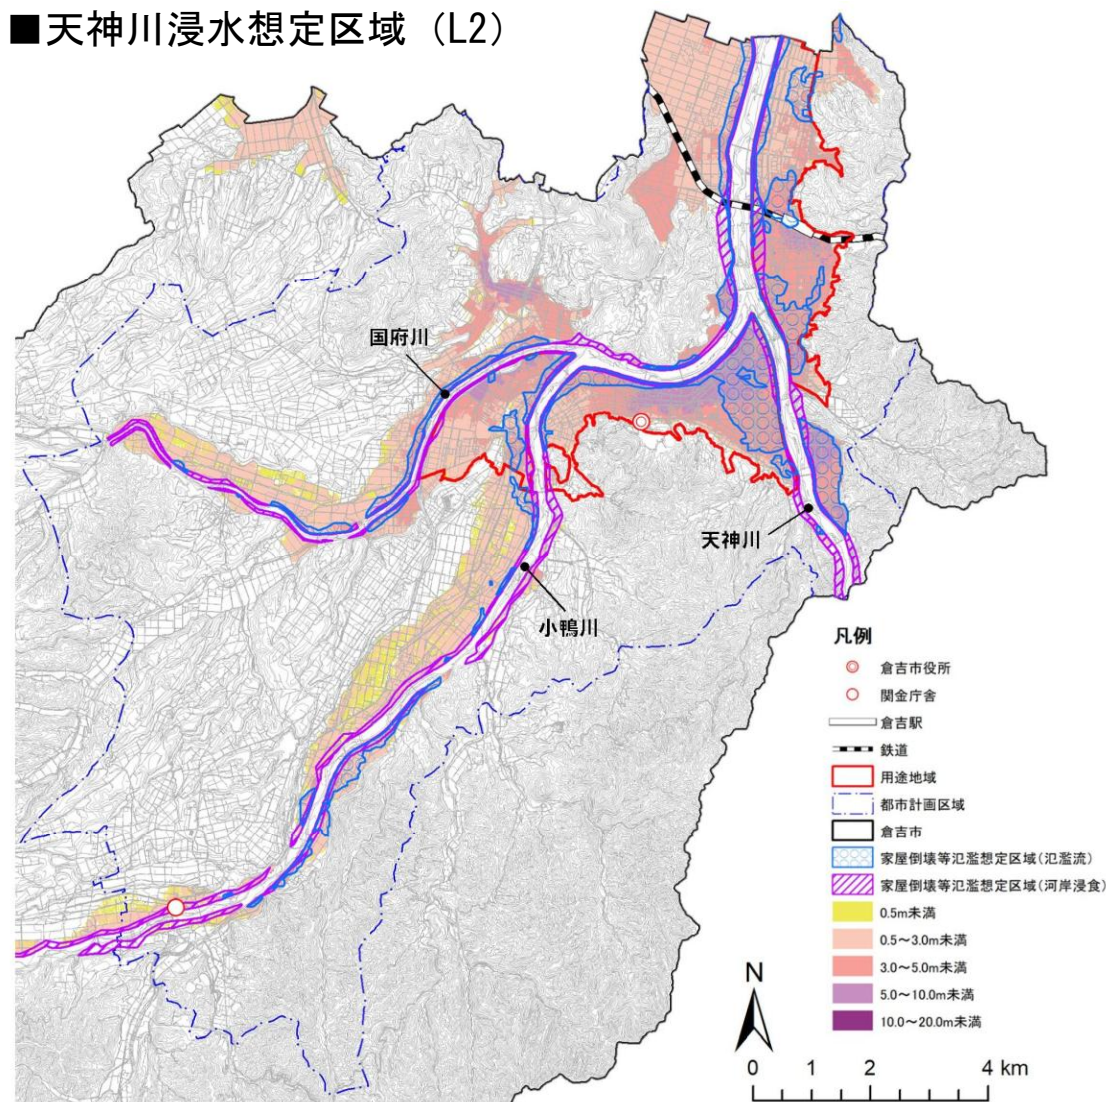 ■天神川浸水想定区域（L2）
国府川
天神川
小鴨川
凡例
倉吉市役所
関金庁舎
倉吉駅
鉄道
用途地域
都市計画区域
倉吉市
家屋倒壊等氾濫想定区域(氾濫流)
家屋倒壊等氾濫想定区域(河岸浸食)
0.5m未満
0.5～3.0m未満
3.0～5.0m未満
5.0～10.0m未満
10.0～20.0m未満
N
0 1 2 4 km